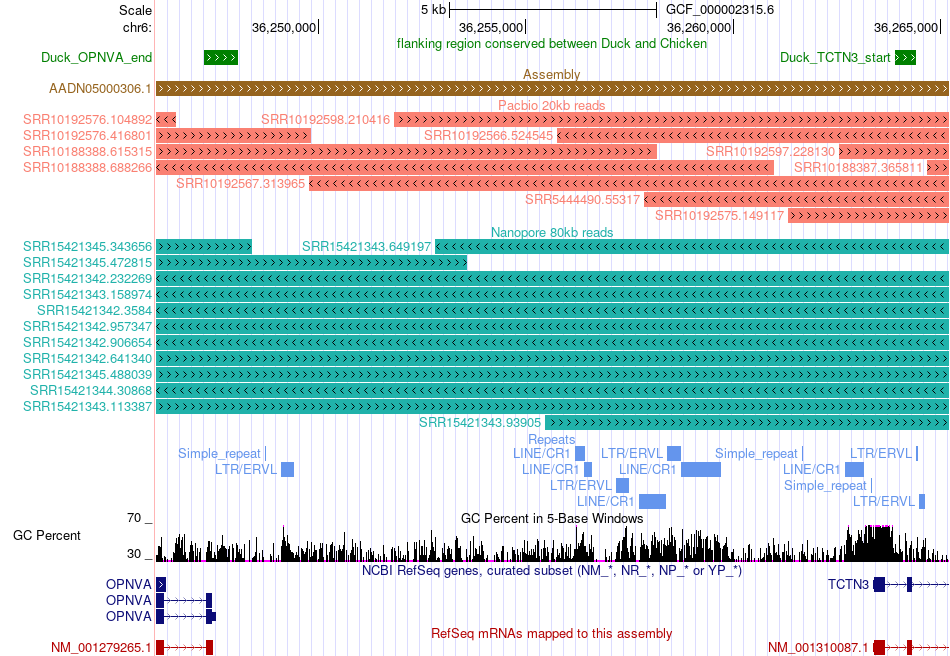 Scale 5 kb GCF_000002315.6
chr6: 36,250,000 36,255,000 36,260,000 36,265,000
flanking region conserved between Duck and Chicken
Duck_OPNVA_end Duck_TCTN3_start
Assembly
AADN05000306.1
Pacbio 20kb reads
SRR10192576.104892 SRR10192598.210416
SRR10192576.416801 SRR10192566.524545
SRR10188388.615315 SRR10192597.228130
SRR10188388.688266 SRR10188387.365811
SRR10192567.313965
SRR5444490.55317
SRR10192575.149117
Nanopore 80kb reads
SRR15421345.343656 SRR15421343.649197
SRR15421345.472815
SRR15421342.232269
SRR15421343.158974
SRR15421342.3584
SRR15421342.957347
SRR15421342.906654
SRR15421342.641340
SRR15421345.488039
SRR15421344.30868
SRR15421343.113387
SRR15421343.93905
Repeats
Simple_repeat LINE/CR1 LTR/ERVL Simple_repeat LTR/ERVL
LTR/ERVL LINE/CR1 LINE/CR1 LINE/CR1
LTR/ERVL Simple_repeat
LINE/CR1 LTR/ERVL
GC Percent in 5-Base Windows
70 _
GC Percent
30 _
NCBI RefSeq genes, curated subset (NM_*, NR_*, NP_* or YP_*)
OPNVA TCTN3
OPNVA
OPNVA
RefSeq mRNAs mapped to this assembly
NM_001279265.1 NM_001310087.1